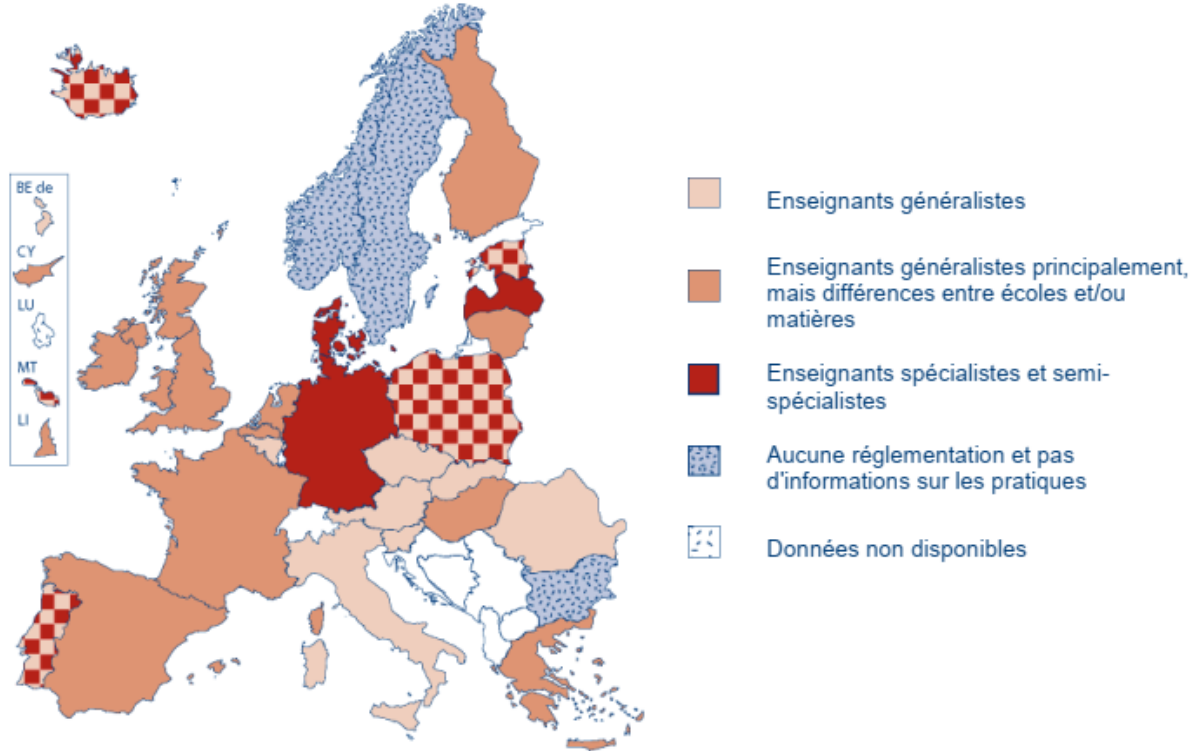 BE de
CY
LU
MT
LI
Enseignants généralistes
Enseignants généralistes principalement,
mais différences entre écoles et/ou
matières
Enseignants spécialistes et semi-
spécialistes
Aucune réglementation et pas
d'informations sur les pratiques
Données non disponibles